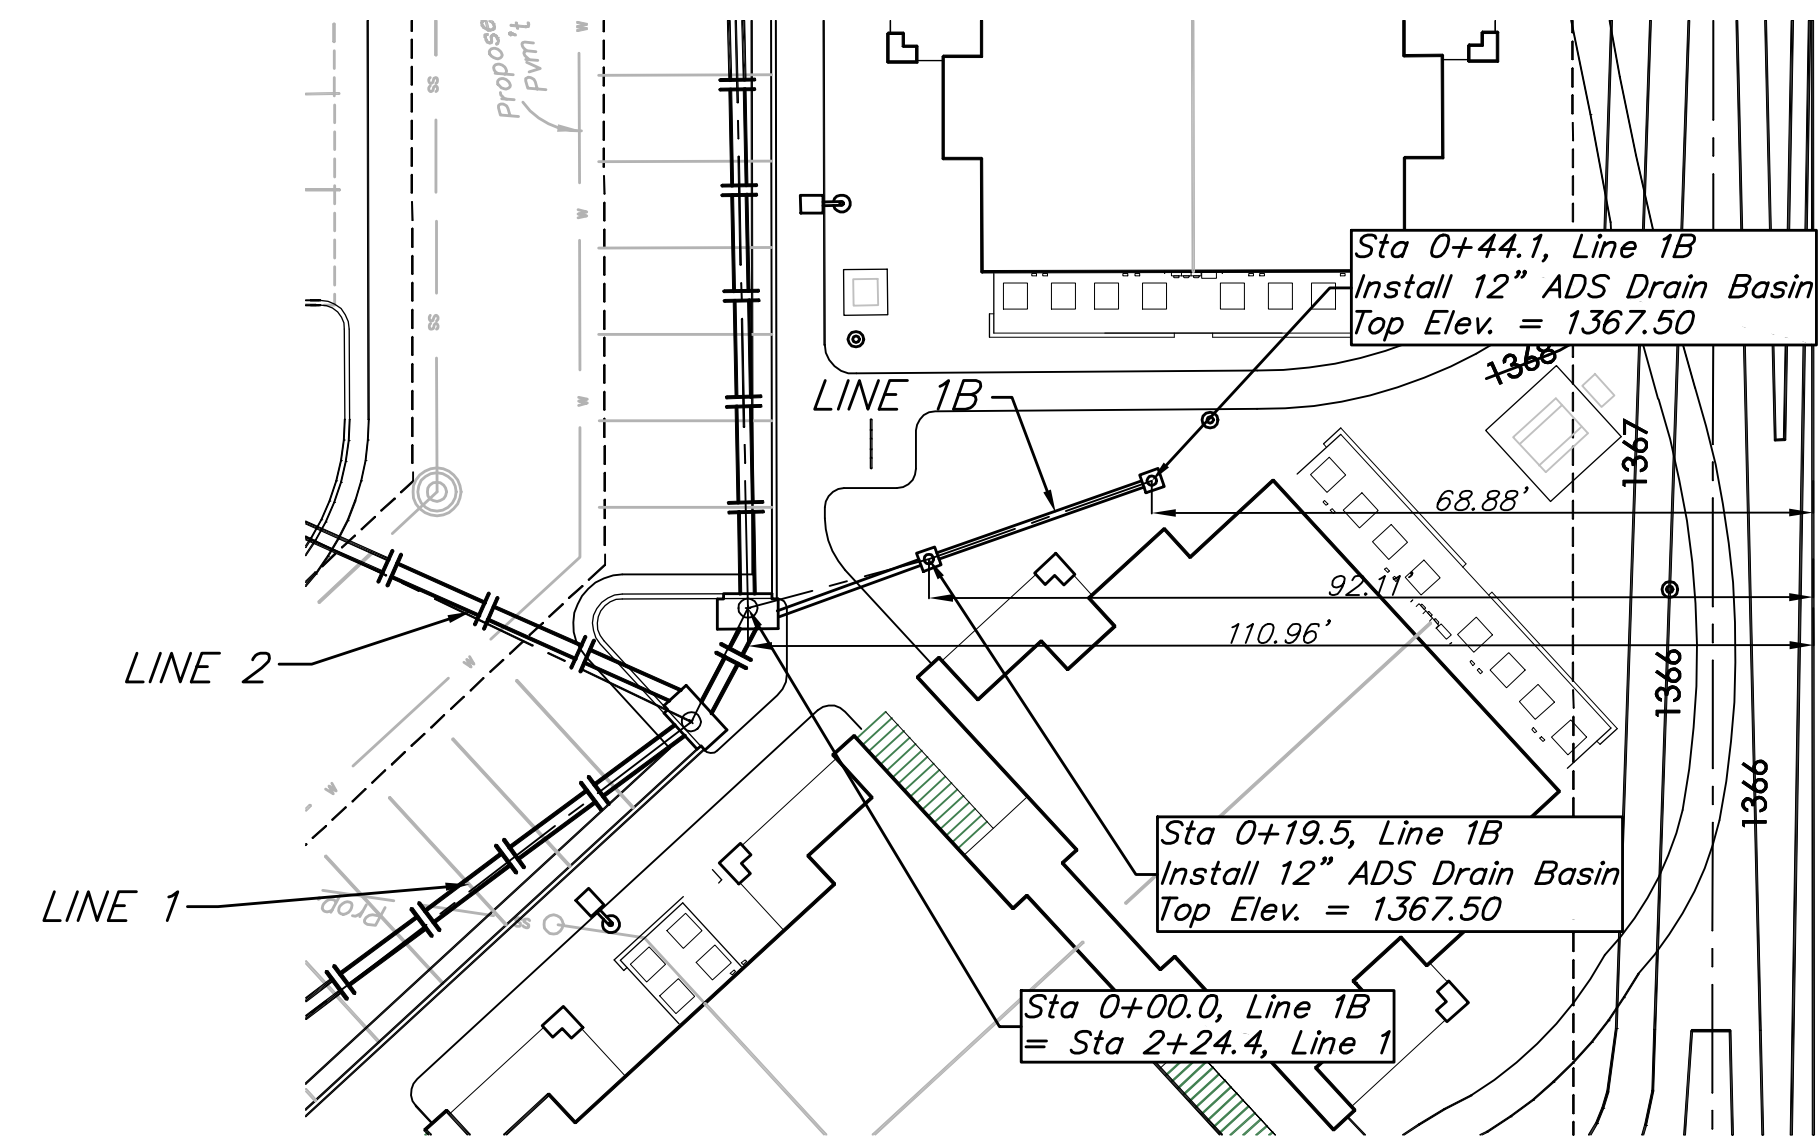 Propose
pvm't
w
ss
w
ss
w
Sta 0+44.1, Line 1B
Install 12” ADS Drain Basin
Top Elev. = 1367.50
1368
LINE 1B
1367
68.88’
92.11’
110.96’
LINE 2
w
1366
w
1366
Sta 0+19.5, Line 1B
Install 12” ADS Drain Basin
Top Elev. = 1367.50
LINE 1
Prop
ss
Sta 0+00.0, Line 1B
= Sta 2+24.4, Line 1